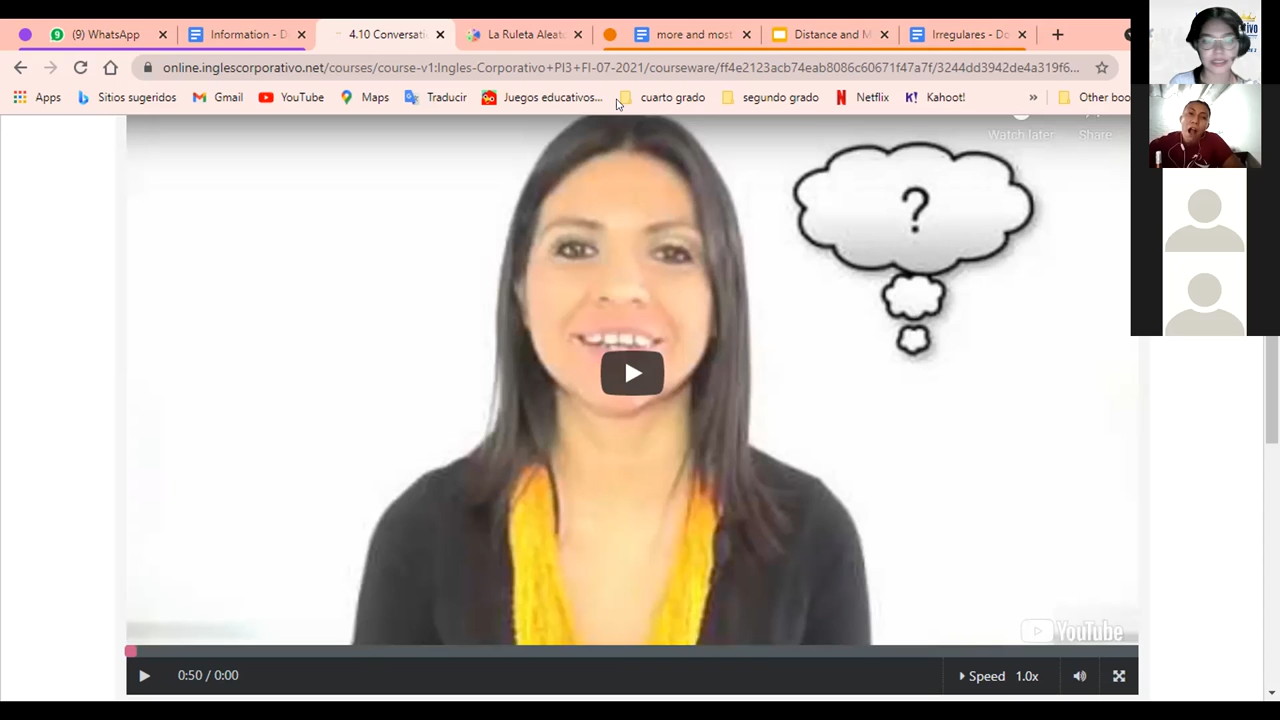 (9) WhatsApp
Information - D
4.10 Conversati
La Ruleta Aleato
more and most
Distance and M
Irregulares - Do
online.inglescorporativo.net/courses/course-v1:Ingles-Corporativo+PI3+FI-07-2021/courseware/ff4e2123acb74eab8086c60671f47a7f/3244dd3942de4a319f6...
Apps
Sitios sugeridos
Gmail
YouTube
Maps
Traducir
Juegos educativos...
cuarto grado
segundo grado
Netflix
Kahoot!
»
Other boo
Watch later
Share
?
YouTube
0:50 / 0:00
Speed 1.0x